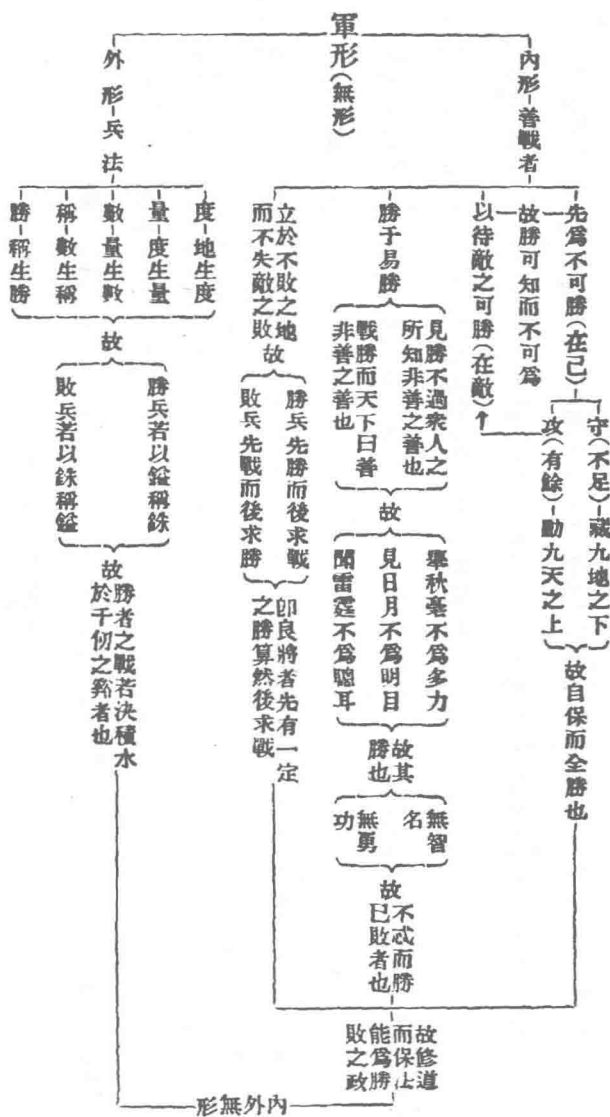 軍形(無形)
內形-善戰者
先爲不可勝(在己)
守(不足)-藏九地之下
攻(有餘)-動九天之上
故自保而全勝也
故勝可知而不可爲
以待敵之可勝(在敵)
勝于易勝
見勝不過衆人之
所知非善之善也
戰勝而天下曰善
非善之善也
故
舉秋毫不爲多力
見日月不爲明目
聞雷霆不爲聰耳
故其
勝也
無智
名
無勇
功
故
不忒而勝
已敗者也
立於不敗之地
而不失敵之敗
故
勝兵先勝而後求戰
敗兵先戰而後求勝
卽良將者先有一定
之勝算然後求戰
故修道
而保法
能爲勝
敗之政
外形-兵法
度-地生度
量-度生量
數-量生數
稱-數生稱
勝-稱生勝
故
勝兵若以鎰稱銖
敗兵若以銖稱鎰
故
勝者之戰若決積水
於千仞之谿者也
形無外內